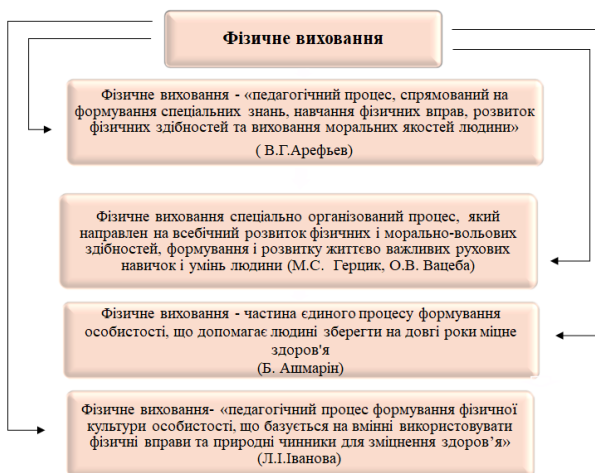 Фізичне виховання
Фізичне виховання - «педагогічний процес, спрямований на
формування спеціальних знань, навчання фізичних вправ, розвиток
фізичних здібностей та виховання моральних якостей людини»
( В.Г.Арефьев)
Фізичне виховання спеціально організований процес, який
направлен на всебічний розвиток фізичних і морально-вольових
здібностей, формування і розвитку життєво важливих рухових
навичок і умінь людини (М.С. Герцик, О.В. Вацеба)
Фізичне виховання - частина єдиного процесу формування
особистості, що допомагає людині зберегти на довгі роки міцне
здоров'я
(Б. Ашмарін)
Фізичне виховання- «педагогічний процес формування фізичної
культури особистості, що базується на вмінні використовувати
фізичні вправи та природні чинники для зміцнення здоров’я»
(Л.І.Іванова)